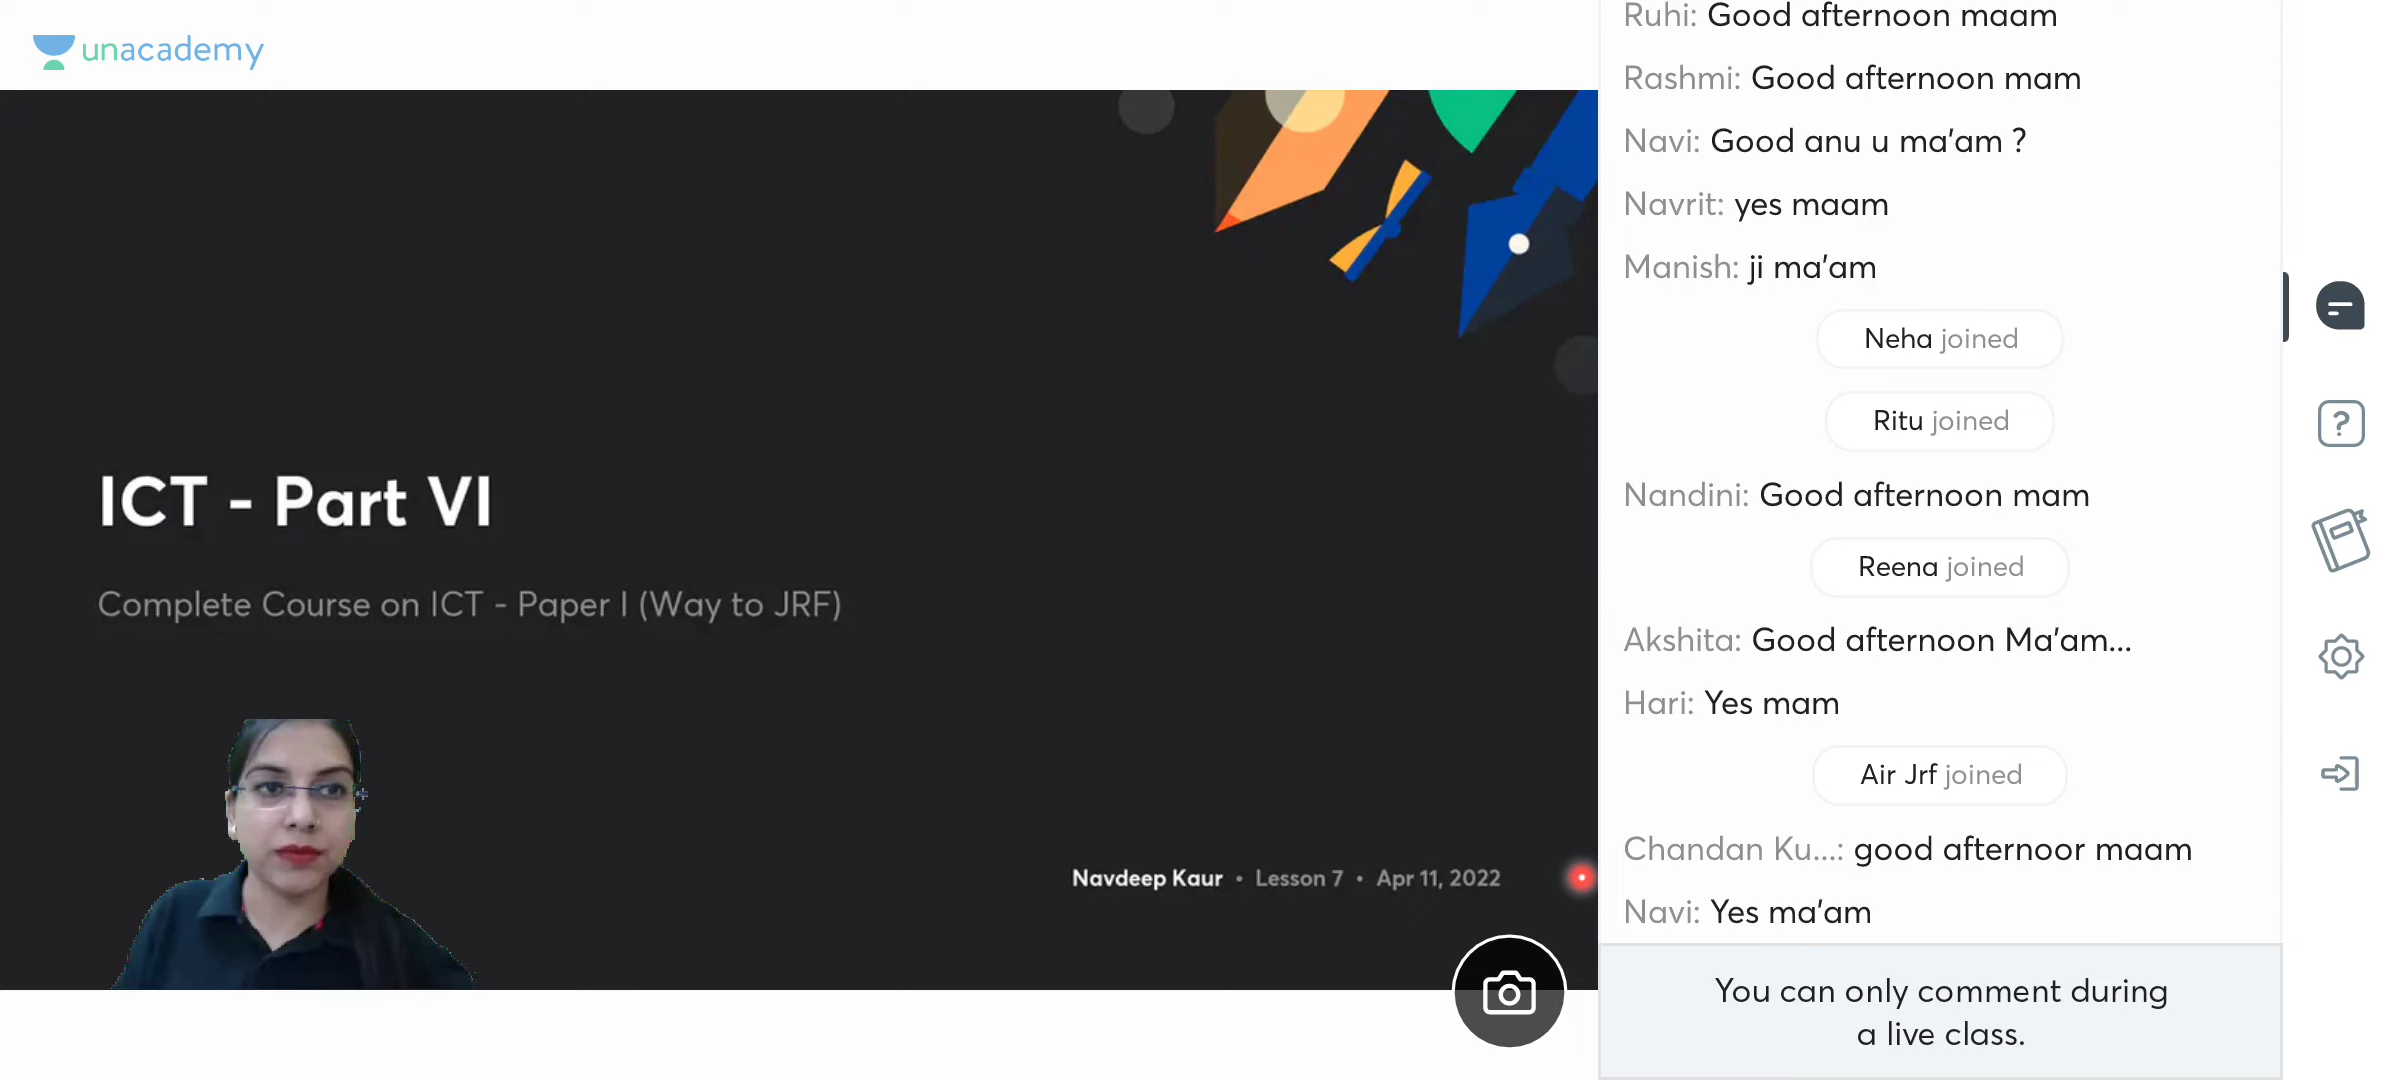 unacademy
ICT - Part VI
Complete Course on ICT - Paper I (Way to JRF)
Navdeep Kaur • Lesson 7 • Apr 11, 2022
Ruhi: Good afternoon maam
Rashmi: Good afternoon mam
Navi: Good anu u ma'am ?
Navrit: yes maam
Manish: ji ma'am
Neha joined
Ritu joined
Nandini: Good afternoon mam
Reena joined
Akshita: Good afternoon Ma'am...
Hari: Yes mam
Air Jrf joined
Chandan Ku...: good afternoor maam
Navi: Yes ma'am
You can only comment during
a live class.